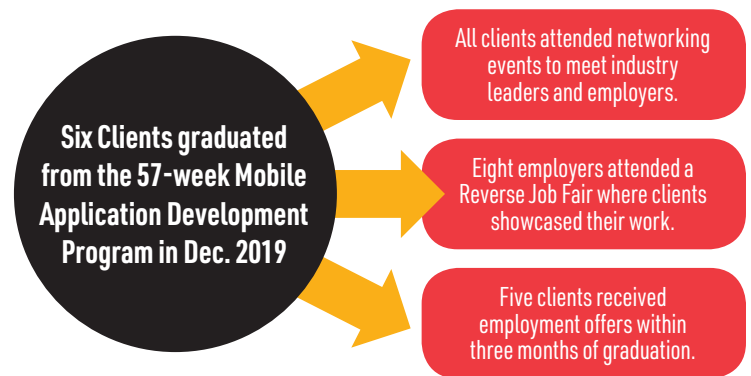 Six Clients graduated
from the 57-week Mobile
Application Development
Program in Dec. 2019
All clients attended networking
events to meet industry
leaders and employers.
Eight employers attended a
Reverse Job Fair where clients
showcased their work.
Five clients received
employment offers within
three months of graduation.